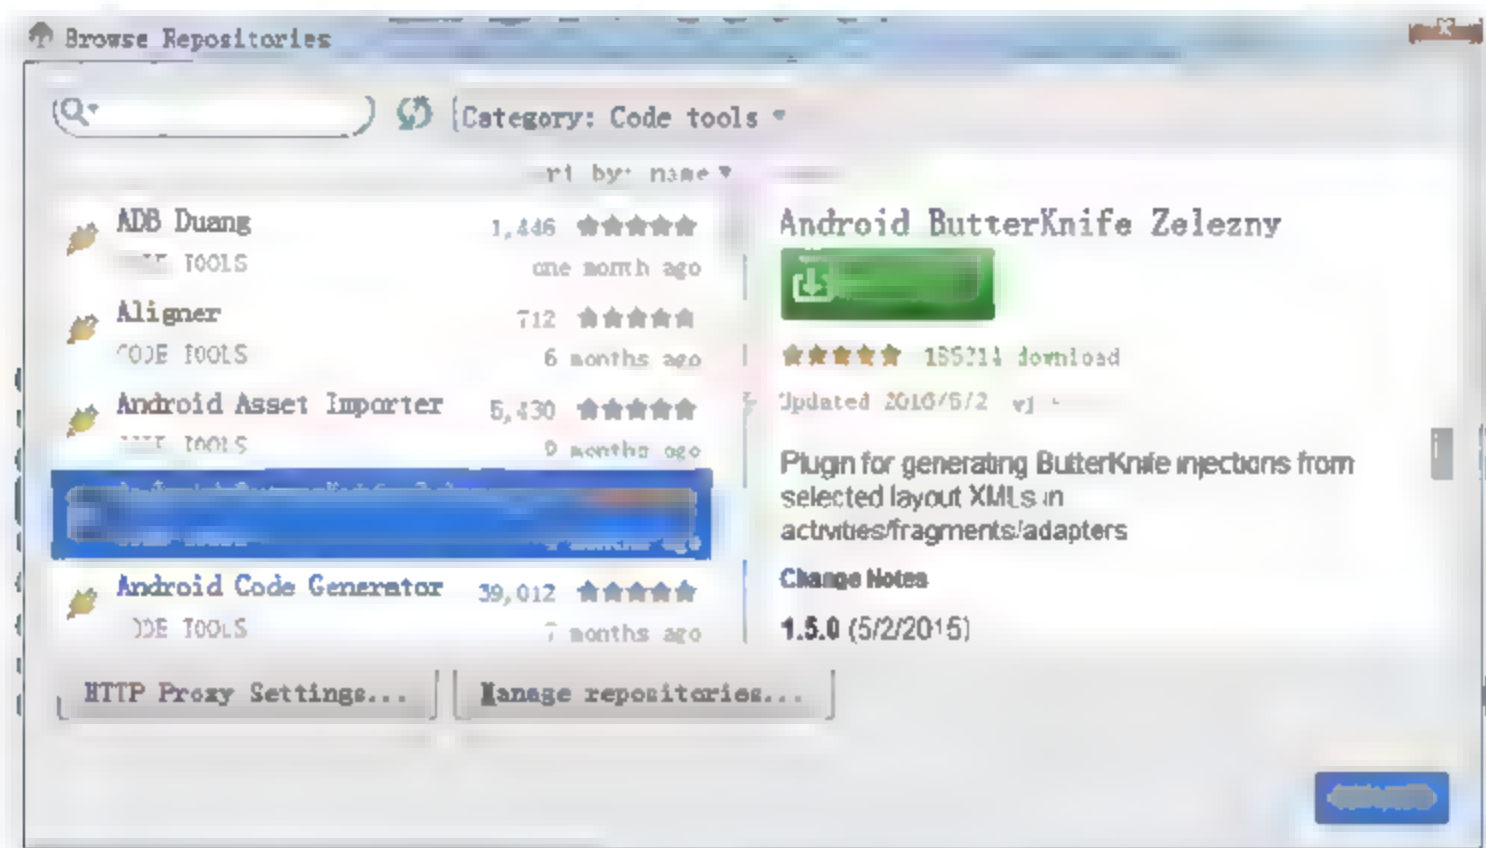 Browse Repositories
Category: Code tools
by: name
ADB Duang
1,446
TOOLS
one month ago
Aligner
712
CODE TOOLS
6 months ago
Android Asset Importer
5,430
TOOLS
9 months ago
Android Code Generator
39,012
TOOLS
7 months ago
HTTP Proxy Settings...
Manage repositories...
Android ButterKnife Zelezny
download
Updated
Plugin for generating ButterKnife injections from
selected layout XMLs in
activities/fragments/adapters
Change Notes
1.5.0 (5/2/2015)